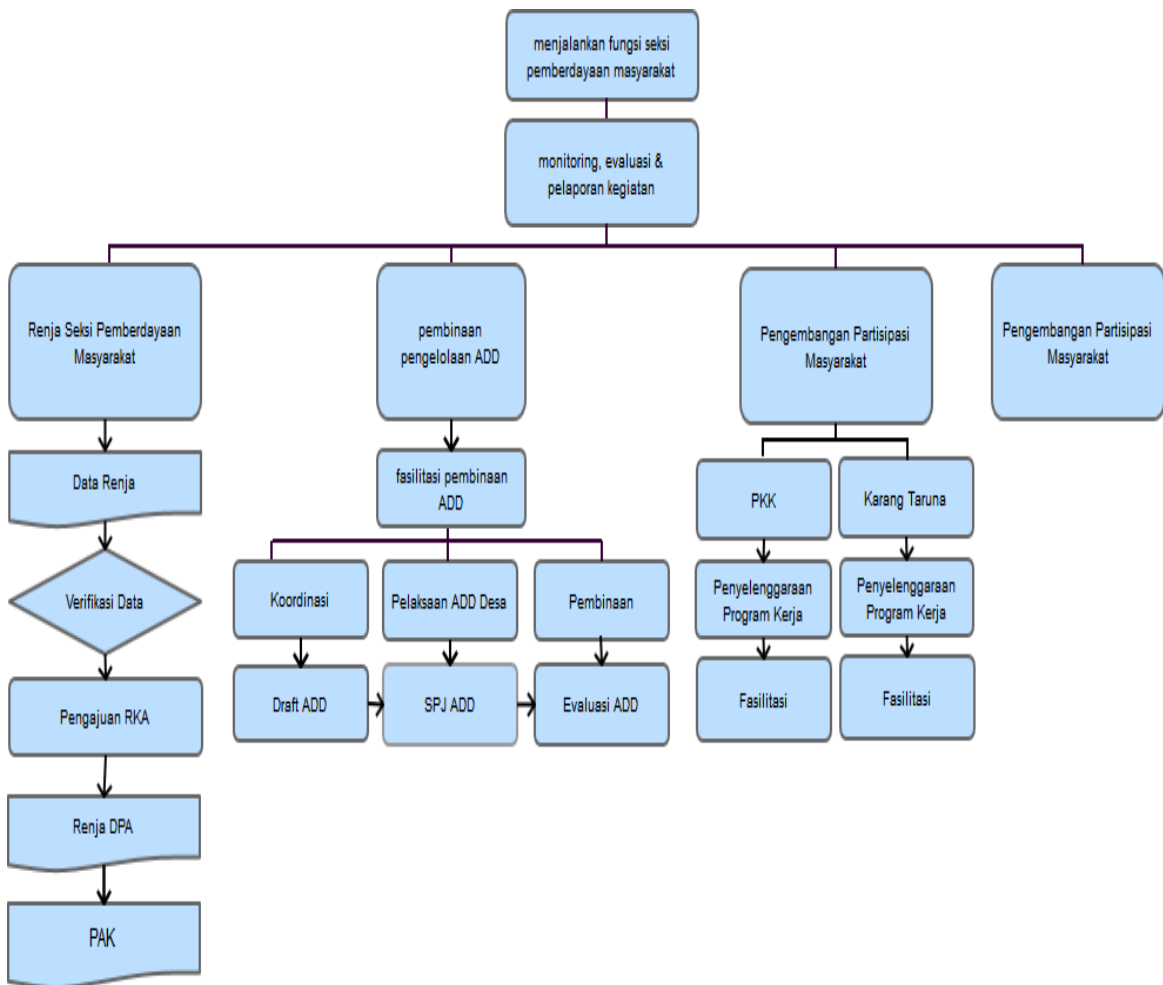 menjalankan fungsi seksi
pemberdayaan masyarakat
monitoring, evaluasi &
pelaporan kegiatan
Renja Seksi Pemberdayaan
Masyarakat
pembinaan
pengelolaan ADD
Pengembangan Partisipasi
Masyarakat
Pengembangan Partisipasi
Masyarakat
Data Renja
Verifikasi Data
Pengajuan RKA
Renja DPA
PAK
fasilitasi pembinaan
ADD
Koordinasi
Pelaksaan ADD Desa
Pembinaan
Draft ADD
SPJ ADD
Evaluasi ADD
PKK
Karang Taruna
Penyelenggaraan
Program Kerja
Penyelenggaraan
Program Kerja
Fasilitasi
Fasilitasi